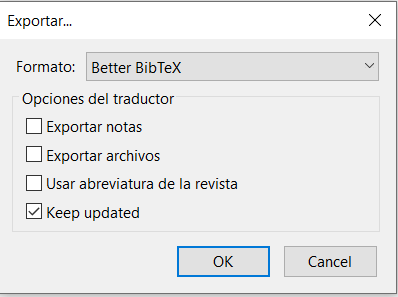 Exportar...
Formato: Better BibTeX
Opciones del traductor
Exportar notas
Exportar archivos
Usar abreviatura de la revista
Keep updated
OK Cancel